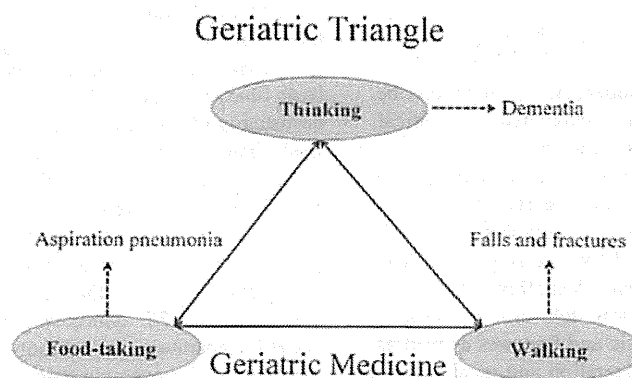 Geriatric Triangle
Thinking
Dementia
Aspiration pneumonia
Falls and fractures
Food-taking
Geriatric Medicine
Walking